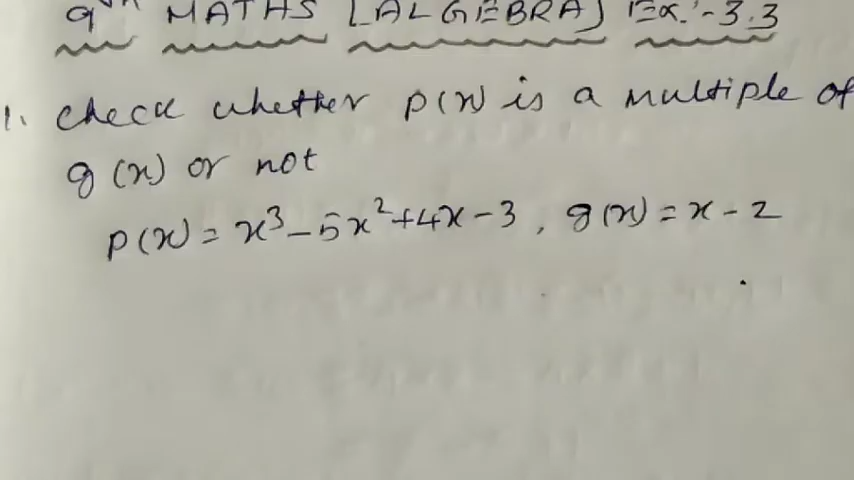 9th MATHS [ALGEBRA] Ex.-3.3
1. check whether p(x) is a multiple of
g(x) or not
p(x) = x³-5x²+4x-3, g(x) = x-2